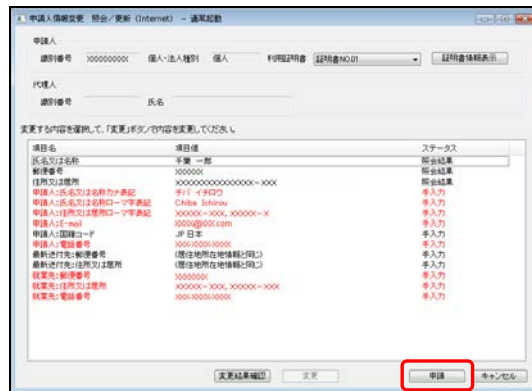 申請人情報変更 照会/更新 (Internet) - 通常起動
申請人
識別番号 XXXXXXXXX 個人・法人種別 個人 利用証明書 証明書NO.01 証明書情報表示
代理人
識別番号 氏名
変更する内容を選択して、「変更」ボタンで内容を変更してください。
項目名 項目値 ステータス
氏名又は名称 千葉 一郎 照会結果
郵便番号 XXXXXX 照会結果
住所又は居所 XXXXXXXXXXXXXXX-XXX 照会結果
申請人:氏名又は名称カナ表記 チバ イチロウ 手入力
申請人:氏名又は名称ローマ字表記 Chiba Ichirou 手入力
申請人:住所又は居所ローマ字表記 XXXXX-XXX, XXXXX-X 手入力
申請人:E-mail XXXX@XXX.com 手入力
申請人:国籍コード JP 日本 手入力
申請人:電話番号 XXX-XXXX-XXXX 手入力
最新送付先:郵便番号 (居住地所在地情報と同じ) 手入力
最新送付先:住所又は居所 (居住地所在地情報と同じ) 手入力
就業先:郵便番号 XXXXXXX 手入力
就業先:住所又は居所 XXXXX-XXX, XXXXX-XXX 手入力
就業先:電話番号 XXX-XXXX-XXXX 手入力
変更結果確認 変更 申請 キャンセル